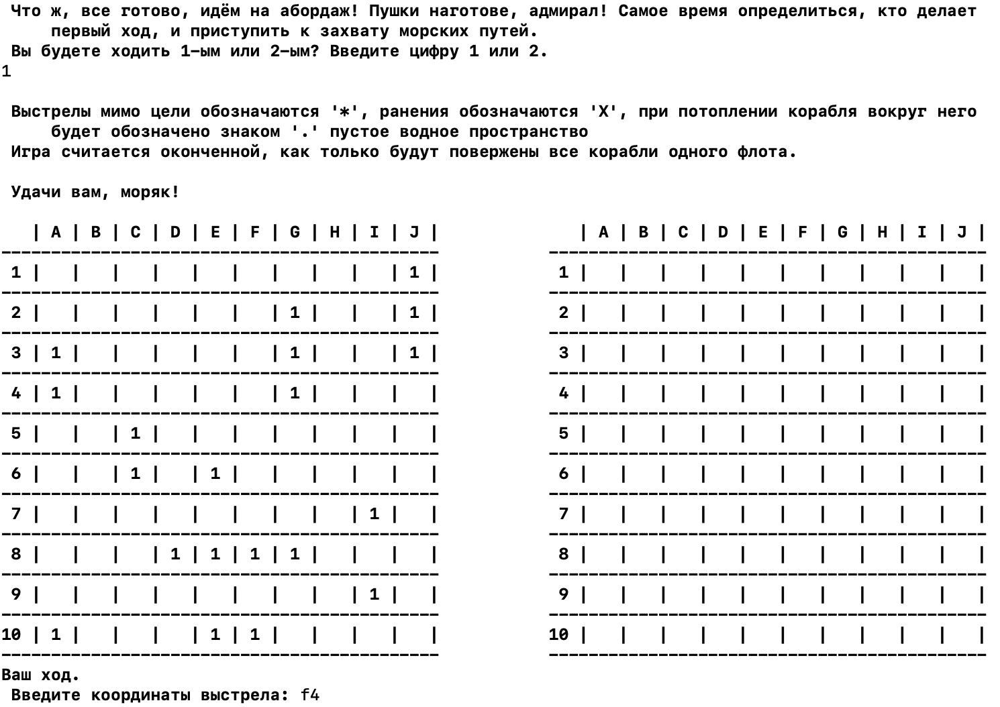 Что ж, все готово, идём на абордаж! Пушки наготове, адмирал! Самое время определиться, кто делает
первый ход, и приступить к захвату морских путей.
Вы будете ходить 1-ым или 2-ым? Введите цифру 1 или 2.
1
Выстрелы мимо цели обозначаются '*', ранения обозначаются 'X', при потоплении корабля вокруг него
будет обозначено знаком '.' пустое водное пространство
Игра считается оконченной, как только будут повержены все корабли одного флота.
Удачи вам, моряк!
| A | B | C | D | E | F | G | H | I | J | | A | B | C | D | E | F | G | H | I | J |
1 | | | | | | | | | | 1 | 1 | | | | | | | | | | |
2 | | | | | | | 1 | | | 1 | 2 | | | | | | | | | | |
3 | 1 | | | | | | 1 | | | 1 | 3 | | | | | | | | | | |
4 | 1 | | | | | | 1 | | | | 4 | | | | | | | | | | |
5 | | | 1 | | | | | | | | 5 | | | | | | | | | | |
6 | | | 1 | | 1 | | | | | | 6 | | | | | | | | | | |
7 | | | | | | | | | 1 | | 7 | | | | | | | | | | |
8 | | | | 1 | 1 | 1 | 1 | | | | 8 | | | | | | | | | | |
9 | | | | | | | | | 1 | | 9 | | | | | | | | | | |
10 | 1 | | | | 1 | 1 | | | | | 10 | | | | | | | | | | |
Ваш ход.
Введите координаты выстрела: f4